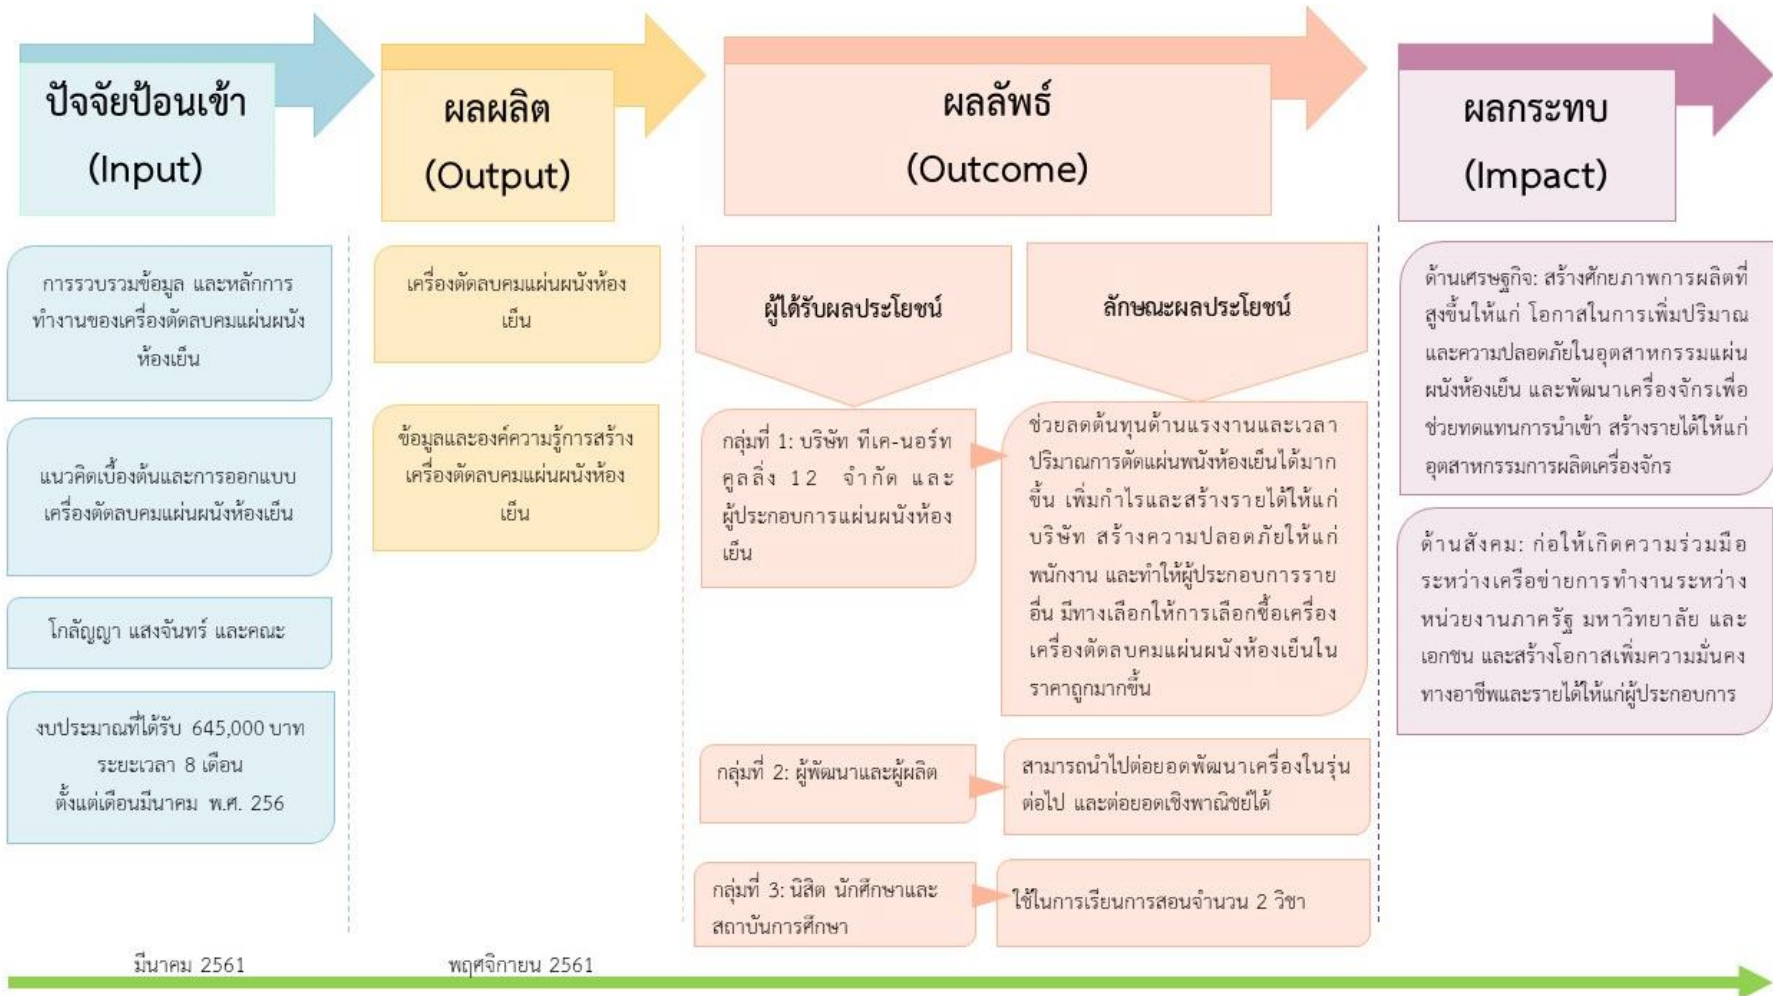 ปัจจัยป้อนเข้า
(Input)
ผลผลิต
(Output)
ผลลัพธ์
(Outcome)
ผลกระทบ
(Impact)
การรวบรวมข้อมูล และหลักการ
ทำงานของเครื่องตัดลบคมแผ่นผนัง
ห้องเย็น
แนวคิดเบื้องต้นและการออกแบบ
เครื่องตัดลบคมแผ่นผนังห้องเย็น
โกลัญญา แสงจันทร์ และคณะ
งบประมาณที่ได้รับ 645,000 บาท
ระยะเวลา 8 เดือน
ตั้งแต่เดือนมีนาคม พ.ศ. 256
เครื่องตัดลบคมแผ่นผนังห้อง
เย็น
ข้อมูลและองค์ความรู้การสร้าง
เครื่องตัดลบคมแผ่นผนังห้อง
เย็น
ผู้ได้รับผลประโยชน์
ลักษณะผลประโยชน์
กลุ่มที่ 1: บริษัท ทีเค-นอร์ท
คูลลิ่ง 12 จำกัด และ
ผู้ประกอบการแผ่นผนังห้อง
เย็น
ช่วยลดต้นทุนด้านแรงงานและเวลา
ปริมาณการตัดแผ่นพนังห้องเย็นได้มาก
ขึ้น เพิ่มกำไรและสร้างรายได้ให้แก่
บริษัท สร้างความปลอดภัยให้แก่
พนักงาน และทำให้ผู้ประกอบการราย
อื่น มีทางเลือกให้การเลือกซื้อเครื่อง
เครื่องตัดลบคมแผ่นผนังห้องเย็นใน
ราคาถูกมากขึ้น
กลุ่มที่ 2: ผู้พัฒนาและผู้ผลิต
สามารถนำไปต่อยอดพัฒนาเครื่องในรุ่น
ต่อไป และต่อยอดเชิงพาณิชย์ได้
กลุ่มที่ 3: นิสิต นักศึกษาและ
สถาบันการศึกษา
ใช้ในการเรียนการสอนจำนวน 2 วิชา
ด้านเศรษฐกิจ: สร้างศักยภาพการผลิตที่
สูงขึ้นให้แก่ โอกาสในการเพิ่มปริมาณ
และความปลอดภัยในอุตสาหกรรมแผ่น
ผนังห้องเย็น และพัฒนาเครื่องจักรเพื่อ
ช่วยทดแทนการนำเข้า สร้างรายได้ให้แก่
อุตสาหกรรมการผลิตเครื่องจักร
ด้านสังคม: ก่อให้เกิดความร่วมมือ
ระหว่างเครือข่ายการทำงานระหว่าง
หน่วยงานภาครัฐ มหาวิทยาลัย และ
เอกชน และสร้างโอกาสเพิ่มความมั่นคง
ทางอาชีพและรายได้ให้แก่ผู้ประกอบการ
มีนาคม 2561
พฤศจิกายน 2561